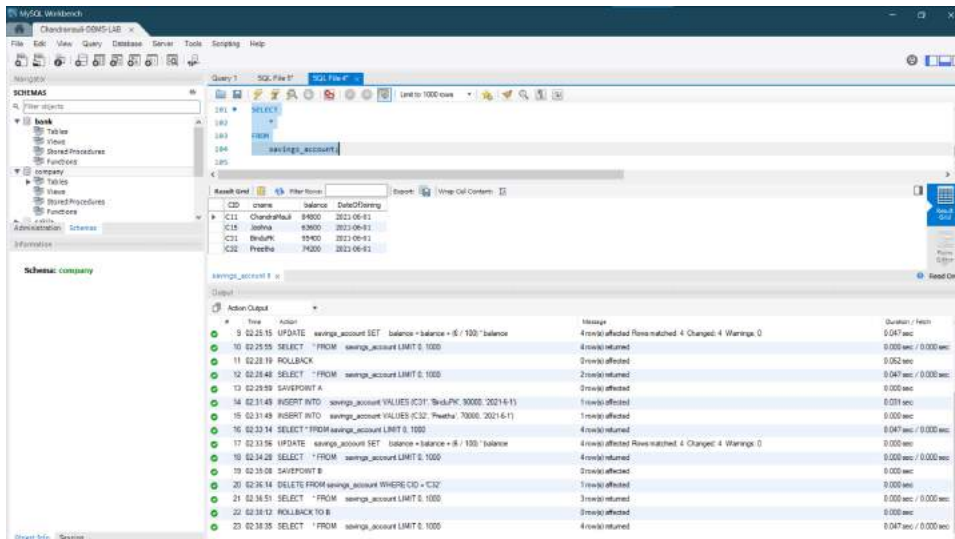 MySQL Workbench
Chandramauli-DBMS-LAB ×
File Edit View Query Database Server Tools Scripting Help
Navigator
SCHEMAS
Filter objects
bank
Tables
Views
Stored Procedures
Functions
company
Tables
Views
Stored Procedures
Functions
Administration Schemas
Information
Schema: company
Object Info Session
Query 1 SQL File 3* SQL File 4* ×
Limit to 1000 rows
101 SELECT
102 *
103 FROM
104 savings_account;
105
Result Grid Filter Rows: Export: Wrap Cell Content:
CID cname balance DateOfJoining
C11 ChandraMauli 84800 2021-06-01
C15 Joshna 63600 2021-06-01
C31 BinduPK 95400 2021-06-01
C32 Preetha 74200 2021-06-01
Result Grid
Form Editor
savings_account 8 × Read On
Output
Action Output
# Time Action Message Duration / Fetch
9 02:25:15 UPDATE savings_account SET balance = balance + (6 / 100) * balance 4 row(s) affected Rows matched: 4 Changed: 4 Warnings: 0 0.047 sec
10 02:25:55 SELECT * FROM savings_account LIMIT 0, 1000 4 row(s) returned 0.000 sec / 0.000 sec
11 02:28:19 ROLLBACK 0 row(s) affected 0.062 sec
12 02:28:48 SELECT * FROM savings_account LIMIT 0, 1000 2 row(s) returned 0.047 sec / 0.000 sec
13 02:29:59 SAVEPOINT A 0 row(s) affected 0.000 sec
14 02:31:49 INSERT INTO savings_account VALUES (C31', 'BinduPK', 90000, '2021-6-1') 1 row(s) affected 0.031 sec
15 02:31:49 INSERT INTO savings_account VALUES (C32', 'Preetha', 70000, '2021-6-1') 1 row(s) affected 0.000 sec
16 02:33:14 SELECT * FROM savings_account LIMIT 0, 1000 4 row(s) returned 0.047 sec / 0.000 sec
17 02:33:56 UPDATE savings_account SET balance = balance + (6 / 100) * balance 4 row(s) affected Rows matched: 4 Changed: 4 Warnings: 0 0.000 sec
18 02:34:28 SELECT * FROM savings_account LIMIT 0, 1000 4 row(s) returned 0.000 sec / 0.000 sec
19 02:35:08 SAVEPOINT B 0 row(s) affected 0.000 sec
20 02:36:14 DELETE FROM savings_account WHERE CID = 'C32' 1 row(s) affected 0.000 sec
21 02:36:51 SELECT * FROM savings_account LIMIT 0, 1000 3 row(s) returned 0.000 sec / 0.000 sec
22 02:38:12 ROLLBACK TO B 0 row(s) affected 0.000 sec
23 02:38:35 SELECT * FROM savings_account LIMIT 0, 1000 4 row(s) returned 0.047 sec / 0.000 sec